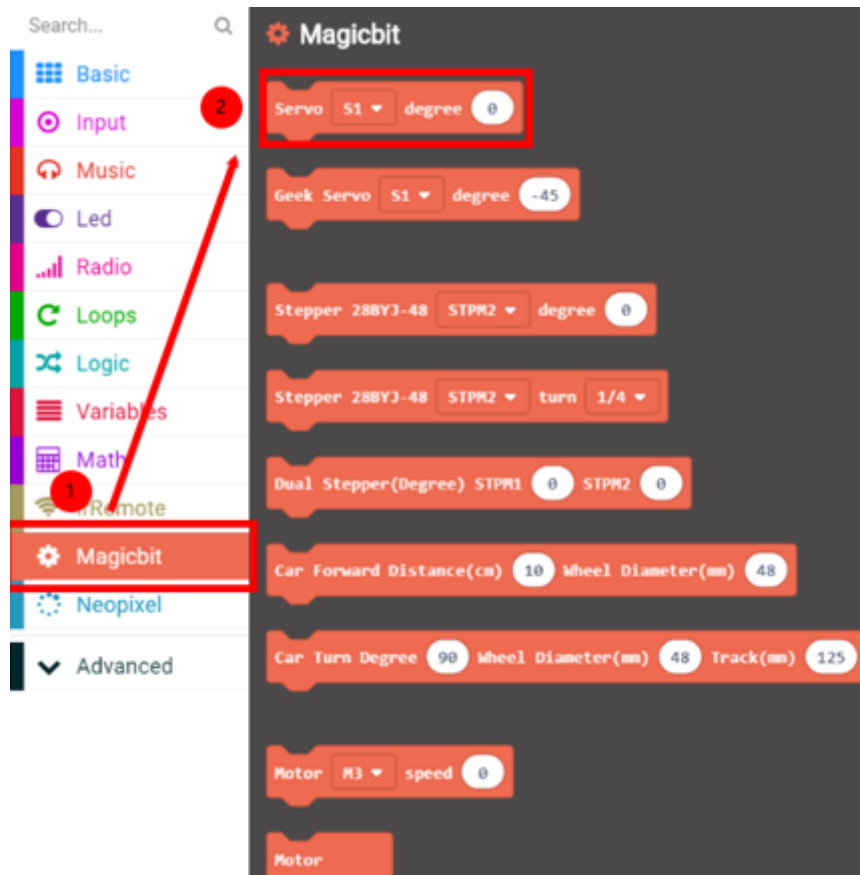 Search...
Basic
Input
Music
Led
Radio
Loops
Logic
Variables
Math
IrRemote
Magicbit
Neopixel
Advanced
1
2
Magicbit
Servo S1 degree 0
Geek Servo S1 degree -45
Stepper 28BYJ-48 STPM2 degree 0
Stepper 28BYJ-48 STPM2 turn 1/4
Dual Stepper(Degree) STPM1 0 STPM2 0
Car Forward Distance(cm) 10 Wheel Diameter(mm) 48
Car Turn Degree 90 Wheel Diameter(mm) 48 Track(mm) 125
Motor M3 speed 0
Motor